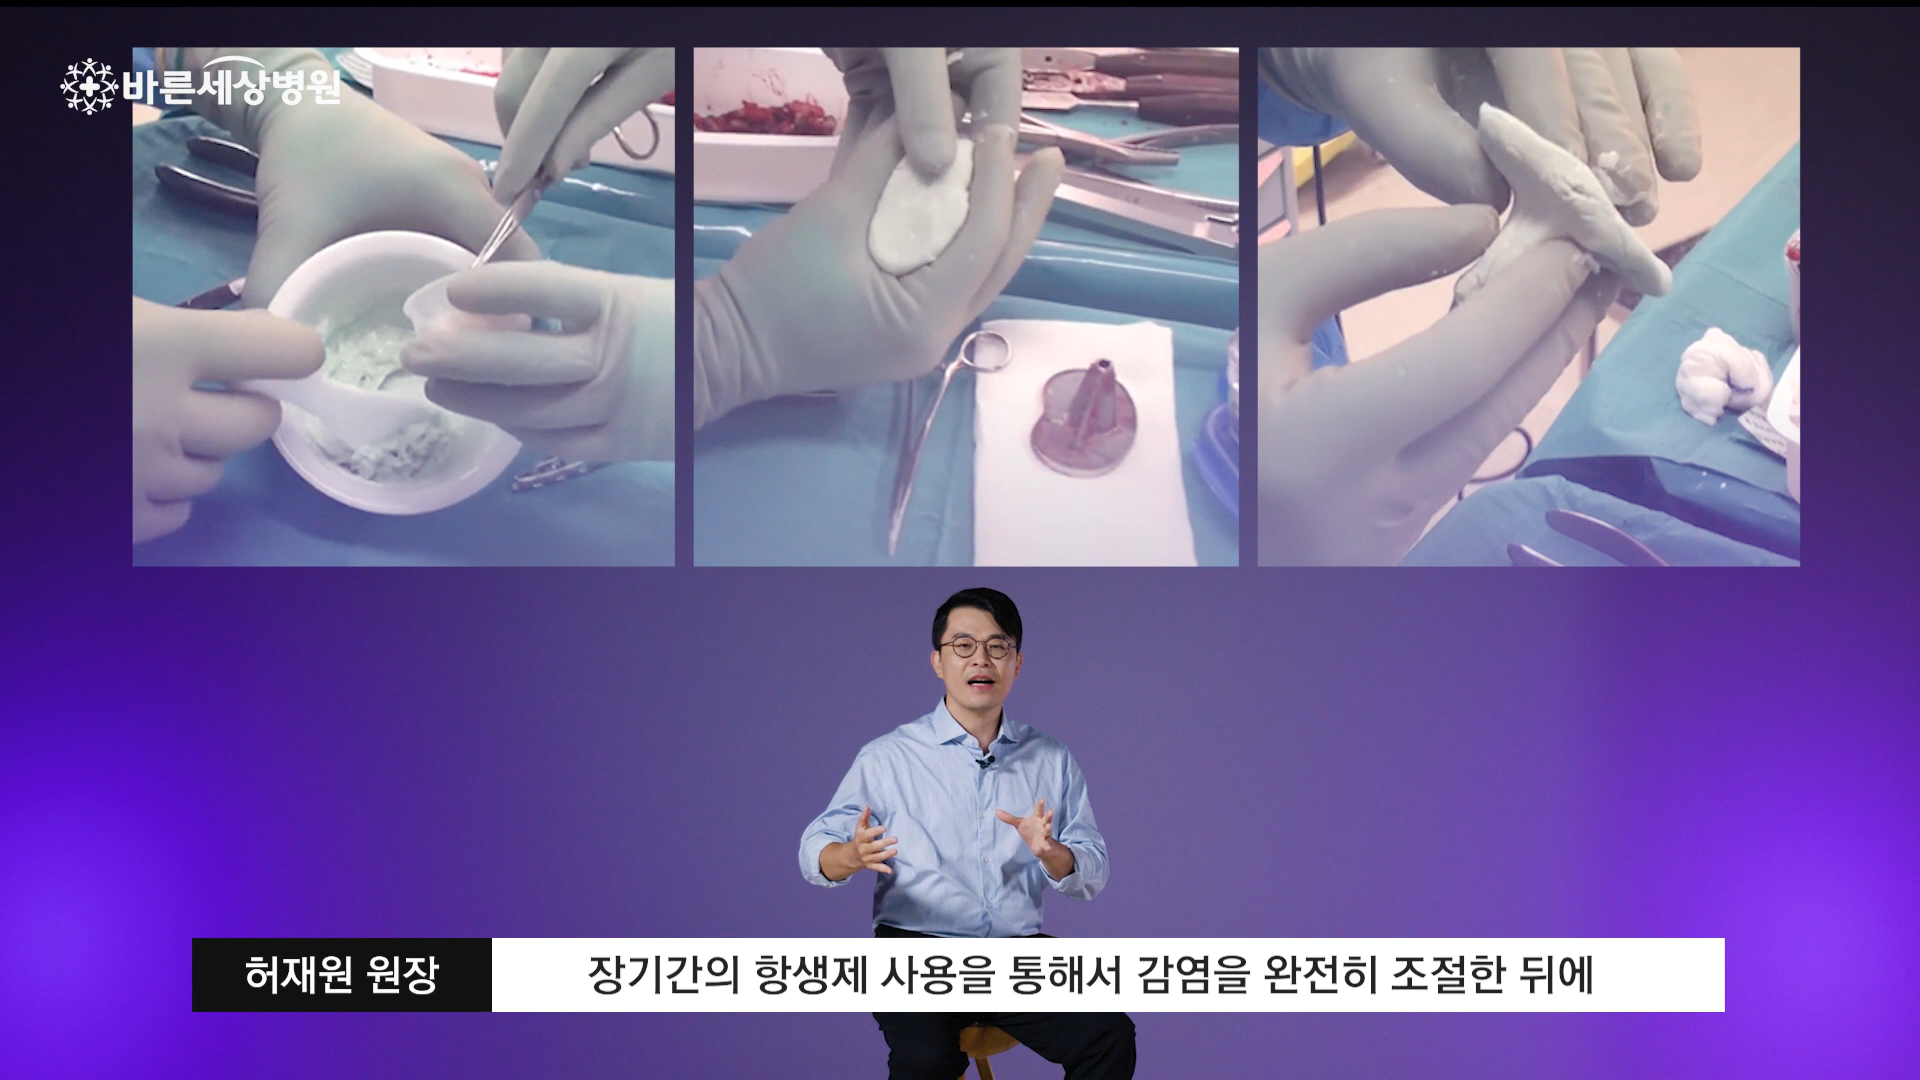 바른세상병원
허재원 원장
장기간의 항생제 사용을 통해서 감염을 완전히 조절한 뒤에